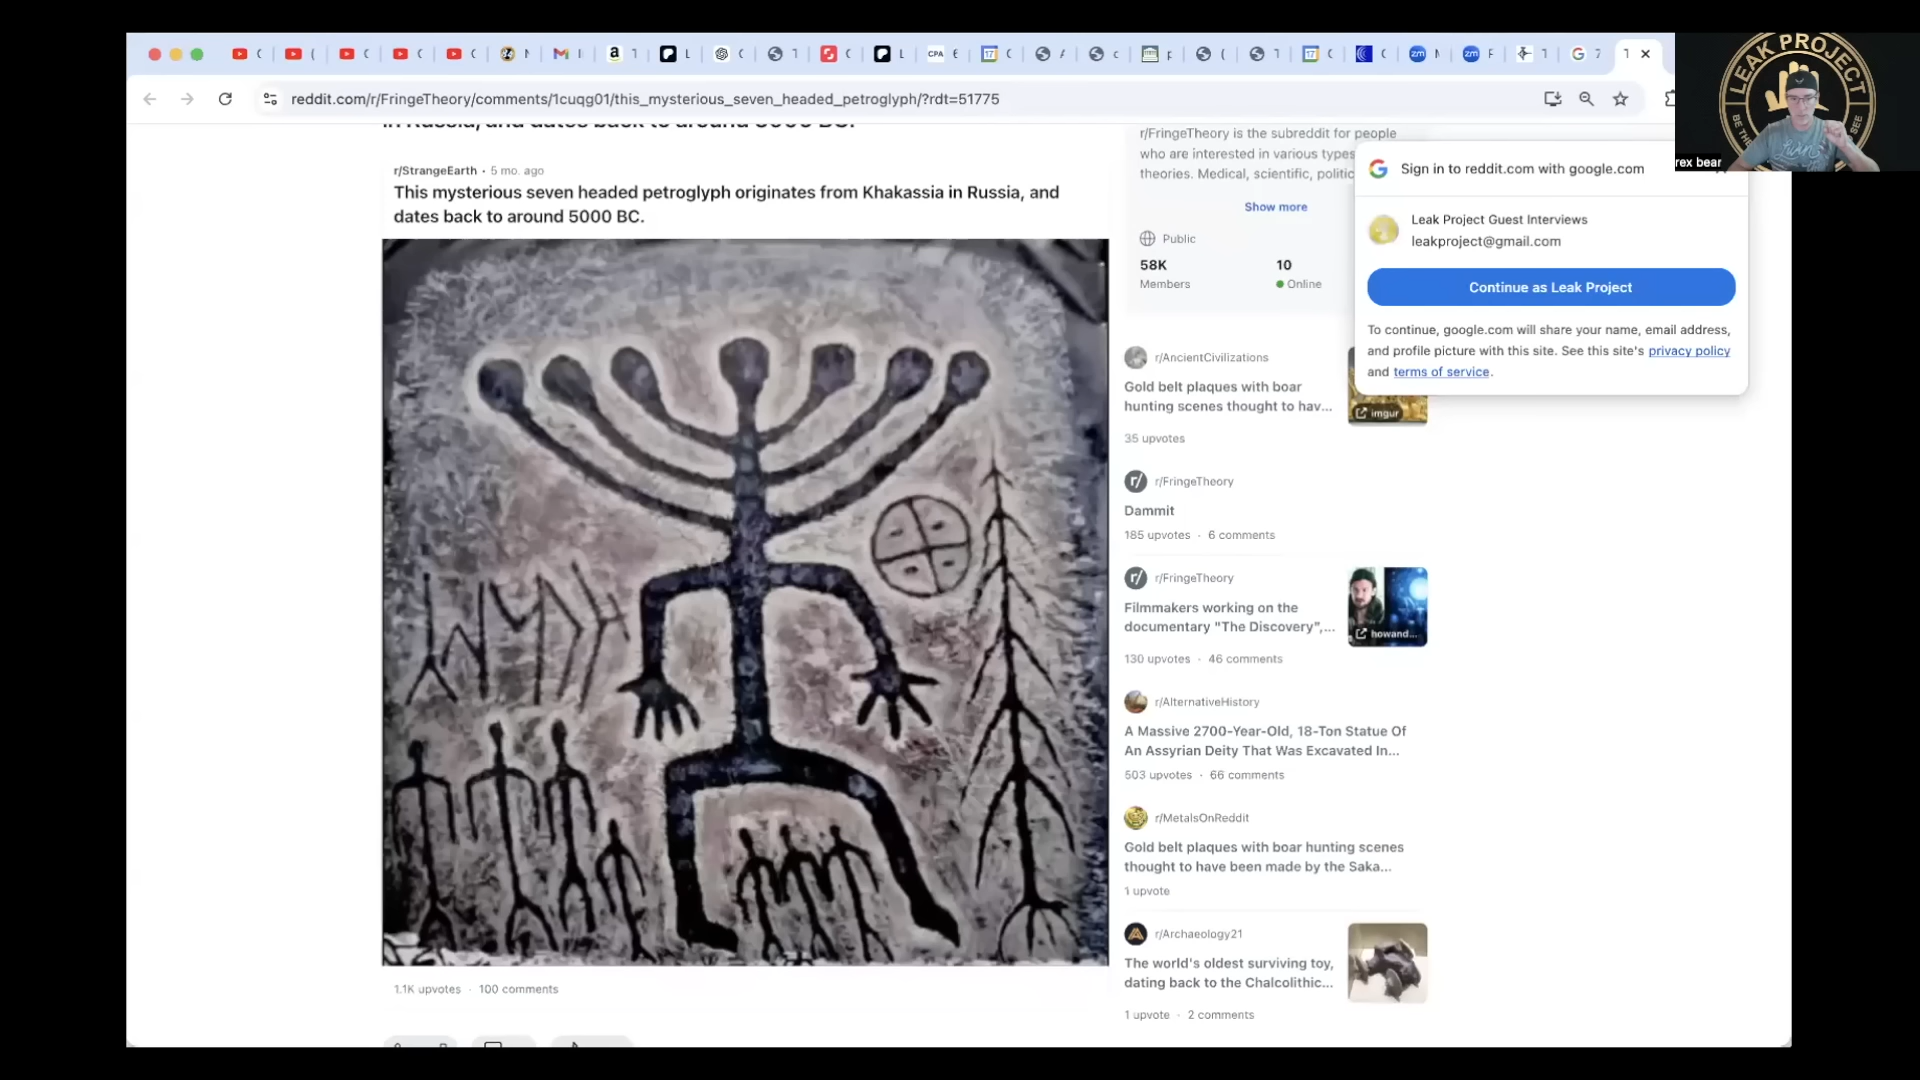 reddit.com/r/FringeTheory/comments/1cuqg01/this_mysterious_seven_headed_petroglyph/?rdt=51775
LEAK PROJECT
rex bear
in Russia, and dates back to around 5000 BC.
r/StrangeEarth • 5 mo. ago
This mysterious seven headed petroglyph originates from Khakassia in Russia, and
dates back to around 5000 BC.
1.1K upvotes · 100 comments
r/FringeTheory is the subreddit for people
who are interested in various types
theories. Medical, scientific, politic
Show more
Public
58K
Members
10
Online
Sign in to reddit.com with google.com
Leak Project Guest Interviews
leakproject@gmail.com
Continue as Leak Project
To continue, google.com will share your name, email address,
and profile picture with this site. See this site's privacy policy
and terms of service.
r/AncientCivilizations
Gold belt plaques with boar
hunting scenes thought to hav...
imgur
35 upvotes
r/FringeTheory
Dammit
185 upvotes · 6 comments
r/FringeTheory
Filmmakers working on the
documentary "The Discovery",...
howand...
130 upvotes · 46 comments
r/AlternativeHistory
A Massive 2700-Year-Old, 18-Ton Statue Of
An Assyrian Deity That Was Excavated In...
503 upvotes · 66 comments
r/MetalsOnReddit
Gold belt plaques with boar hunting scenes
thought to have been made by the Saka...
1 upvote
r/Archaeology21
The world's oldest surviving toy,
dating back to the Chalcolithic...
1 upvote · 2 comments